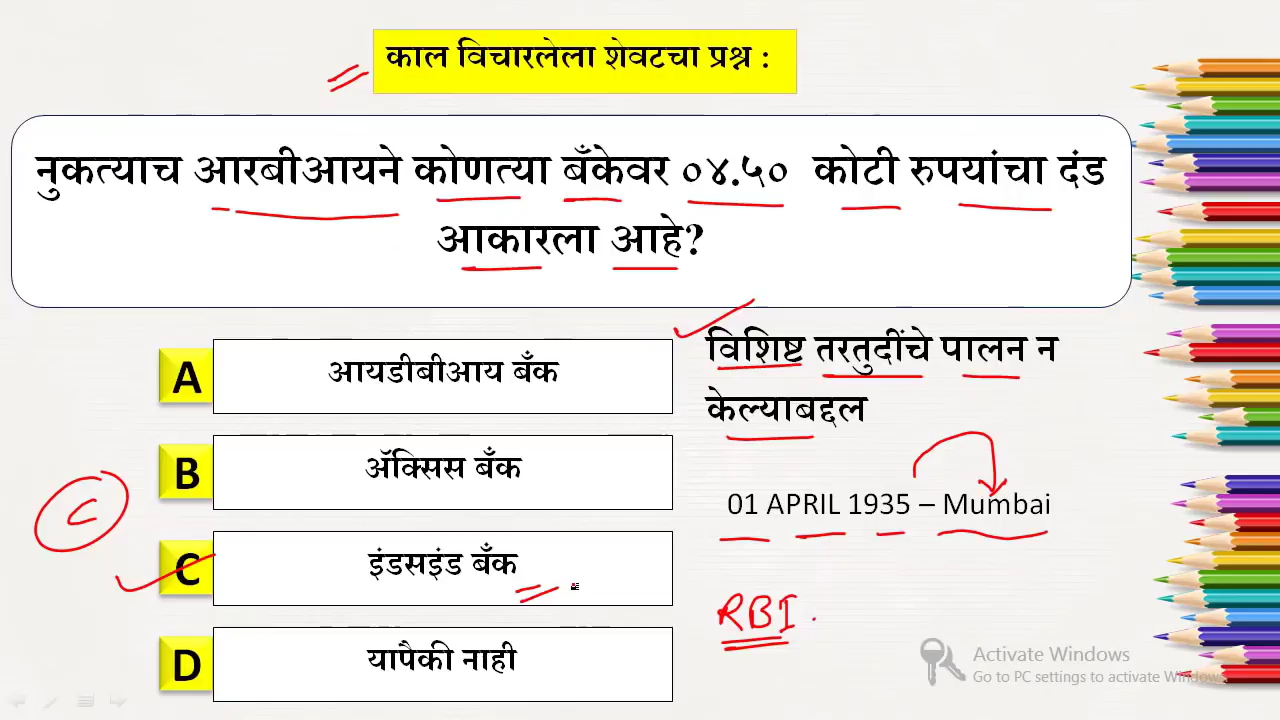 काल विचारलेला शेवटचा प्रश्न :
नुकत्याच आरबीआयने कोणत्या बँकेवर ०४.५० कोटी रुपयांचा दंड
आकारला आहे?
A आयडीबीआय बँक
B ॲक्सिस बँक
C
C इंडसइंड बँक
D यापैकी नाही
विशिष्ट तरतुदींचे पालन न
केल्याबद्दल
01 APRIL 1935 – Mumbai
RBI.
Activate Windows
Go to PC settings to activate Windows.